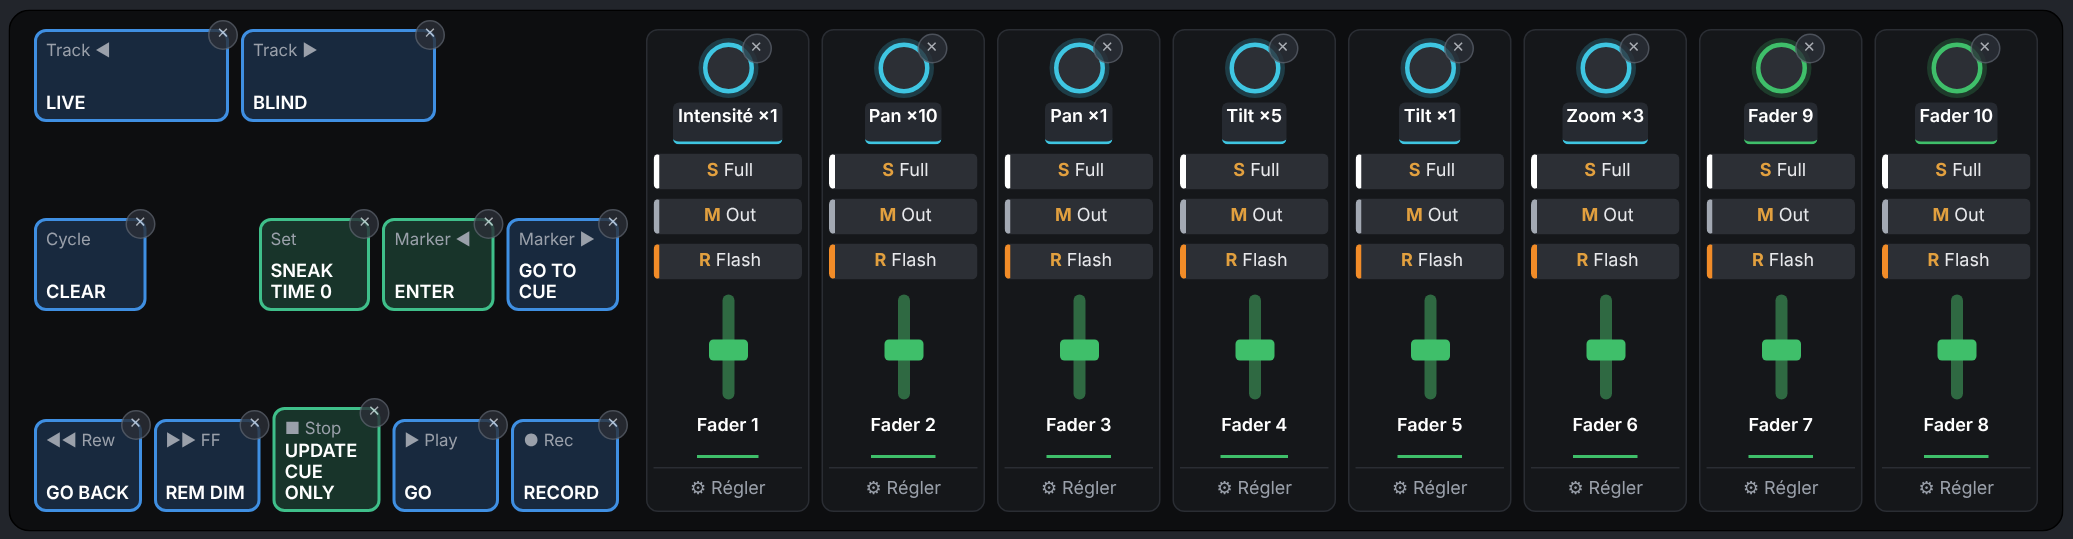 Track ◀
LIVE
Track ▶
BLIND
Cycle
CLEAR
Set
SNEAK
TIME 0
Marker ◀
ENTER
Marker ▶
GO TO
CUE
◀◀ Rew
GO BACK
▶▶ FF
REM DIM
■ Stop
UPDATE
CUE
ONLY
▶ Play
GO
● Rec
RECORD
Intensité ×1
S Full
M Out
R Flash
Fader 1
⚙ Régler
Pan ×10
S Full
M Out
R Flash
Fader 2
⚙ Régler
Pan ×1
S Full
M Out
R Flash
Fader 3
⚙ Régler
Tilt ×5
S Full
M Out
R Flash
Fader 4
⚙ Régler
Tilt ×1
S Full
M Out
R Flash
Fader 5
⚙ Régler
Zoom ×3
S Full
M Out
R Flash
Fader 6
⚙ Régler
Fader 9
S Full
M Out
R Flash
Fader 7
⚙ Régler
Fader 10
S Full
M Out
R Flash
Fader 8
⚙ Régler